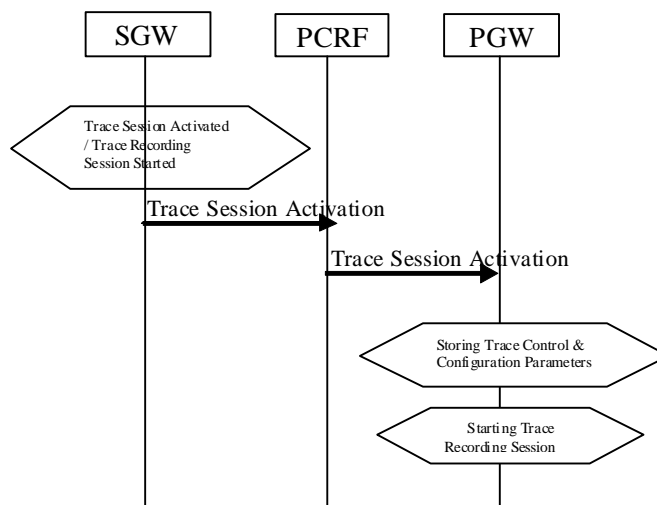 SGW
PCRF
PGW
Trace Session Activated
/ Trace Recording
Session Started
Trace Session Activation
Trace Session Activation
Storing Trace Control &
Configuration Parameters
Starting Trace
Recording Session